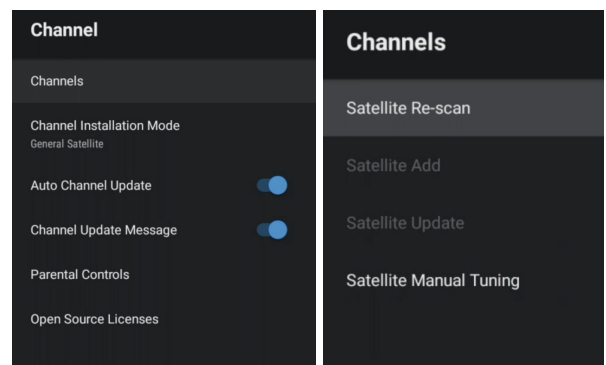 Channel
Channels
Channel Installation Mode
General Satellite
Auto Channel Update
Channel Update Message
Parental Controls
Open Source Licenses
Channels
Satellite Re-scan
Satellite Add
Satellite Update
Satellite Manual Tuning